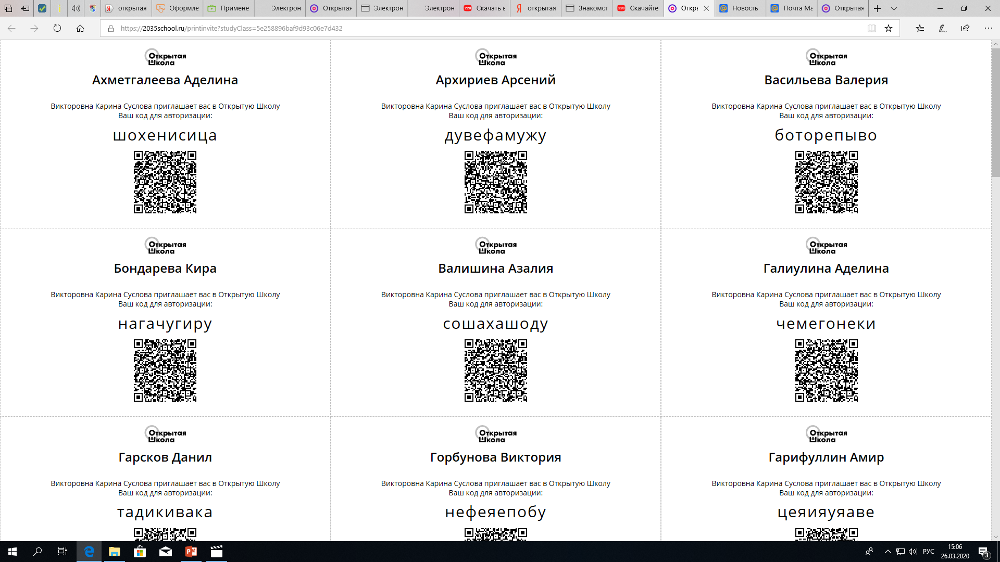 открытая
Оформле
Примене
Электрон
Открытая
Электрон
Электрон
Скачать в
открытая
Знакомст
Скачайте
Откры
Новость
Почта Ма
Открытая
https://2035school.ru/printinvite?studyClass=5e258896baf9d93c06e7d432
Открытая Школа
Ахметгалеева Аделина
Викторовна Карина Суслова приглашает вас в Открытую Школу
Ваш код для авторизации:
шохенисица
Открытая Школа
Архириев Арсений
Викторовна Карина Суслова приглашает вас в Открытую Школу
Ваш код для авторизации:
дувефамужу
Открытая Школа
Васильева Валерия
Викторовна Карина Суслова приглашает вас в Открытую Школу
Ваш код для авторизации:
боторепыво
Открытая Школа
Бондарева Кира
Викторовна Карина Суслова приглашает вас в Открытую Школу
Ваш код для авторизации:
нагачугиру
Открытая Школа
Валишина Азалия
Викторовна Карина Суслова приглашает вас в Открытую Школу
Ваш код для авторизации:
сошахашоду
Открытая Школа
Галиулина Аделина
Викторовна Карина Суслова приглашает вас в Открытую Школу
Ваш код для авторизации:
чемегонеки
Открытая Школа
Гарсков Данил
Викторовна Карина Суслова приглашает вас в Открытую Школу
Ваш код для авторизации:
тадикивака
Открытая Школа
Горбунова Виктория
Викторовна Карина Суслова приглашает вас в Открытую Школу
Ваш код для авторизации:
нефеяепобу
Открытая Школа
Гарифуллин Амир
Викторовна Карина Суслова приглашает вас в Открытую Школу
Ваш код для авторизации:
цеяияуяаве
РУС
15:06
26.03.2020
3